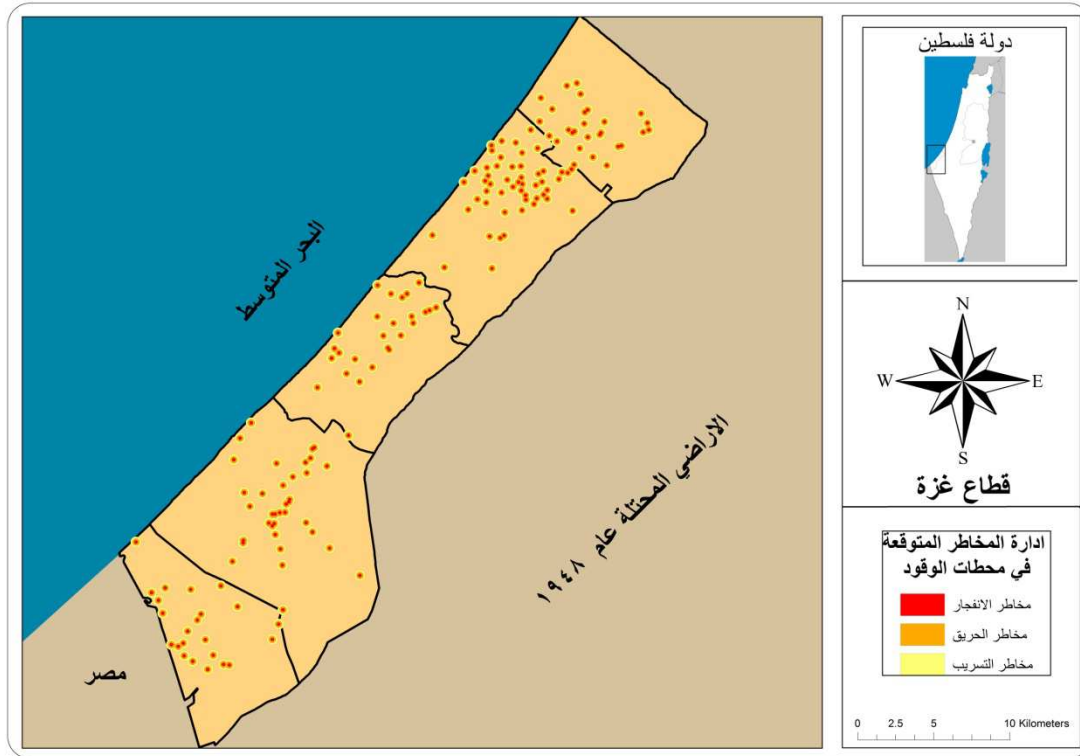 البحر المتوسط
الاراضي المحتلة عام ١٩٤٨
مصر
دولة فلسطين
N
W
E
S
قطاع غزة
ادارة المخاطر المتوقعة
في محطات الوقود
مخاطر الانفجار
مخاطر الحريق
مخاطر التسريب
0 2.5 5 10 Kilometers